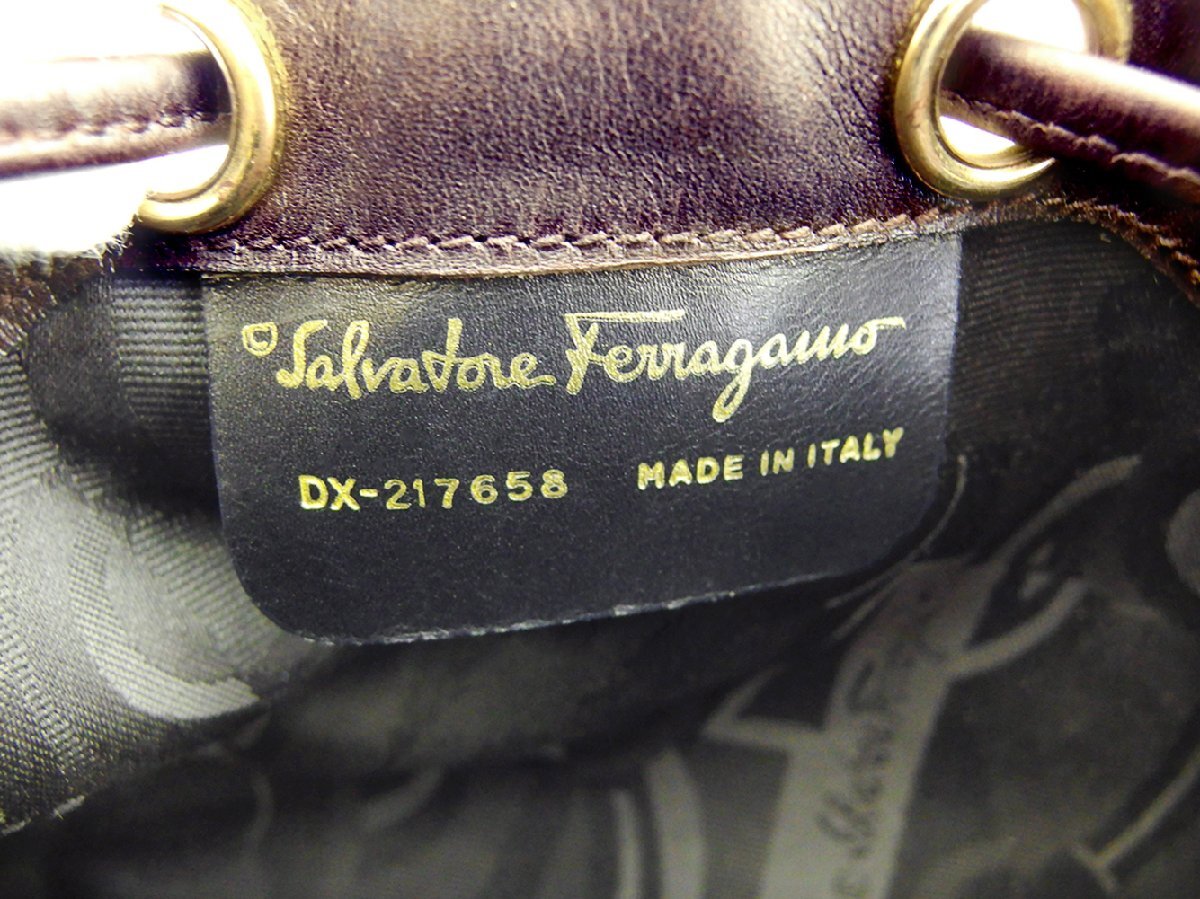 Salvatore Ferragamo
DX-217658 MADE IN ITALY